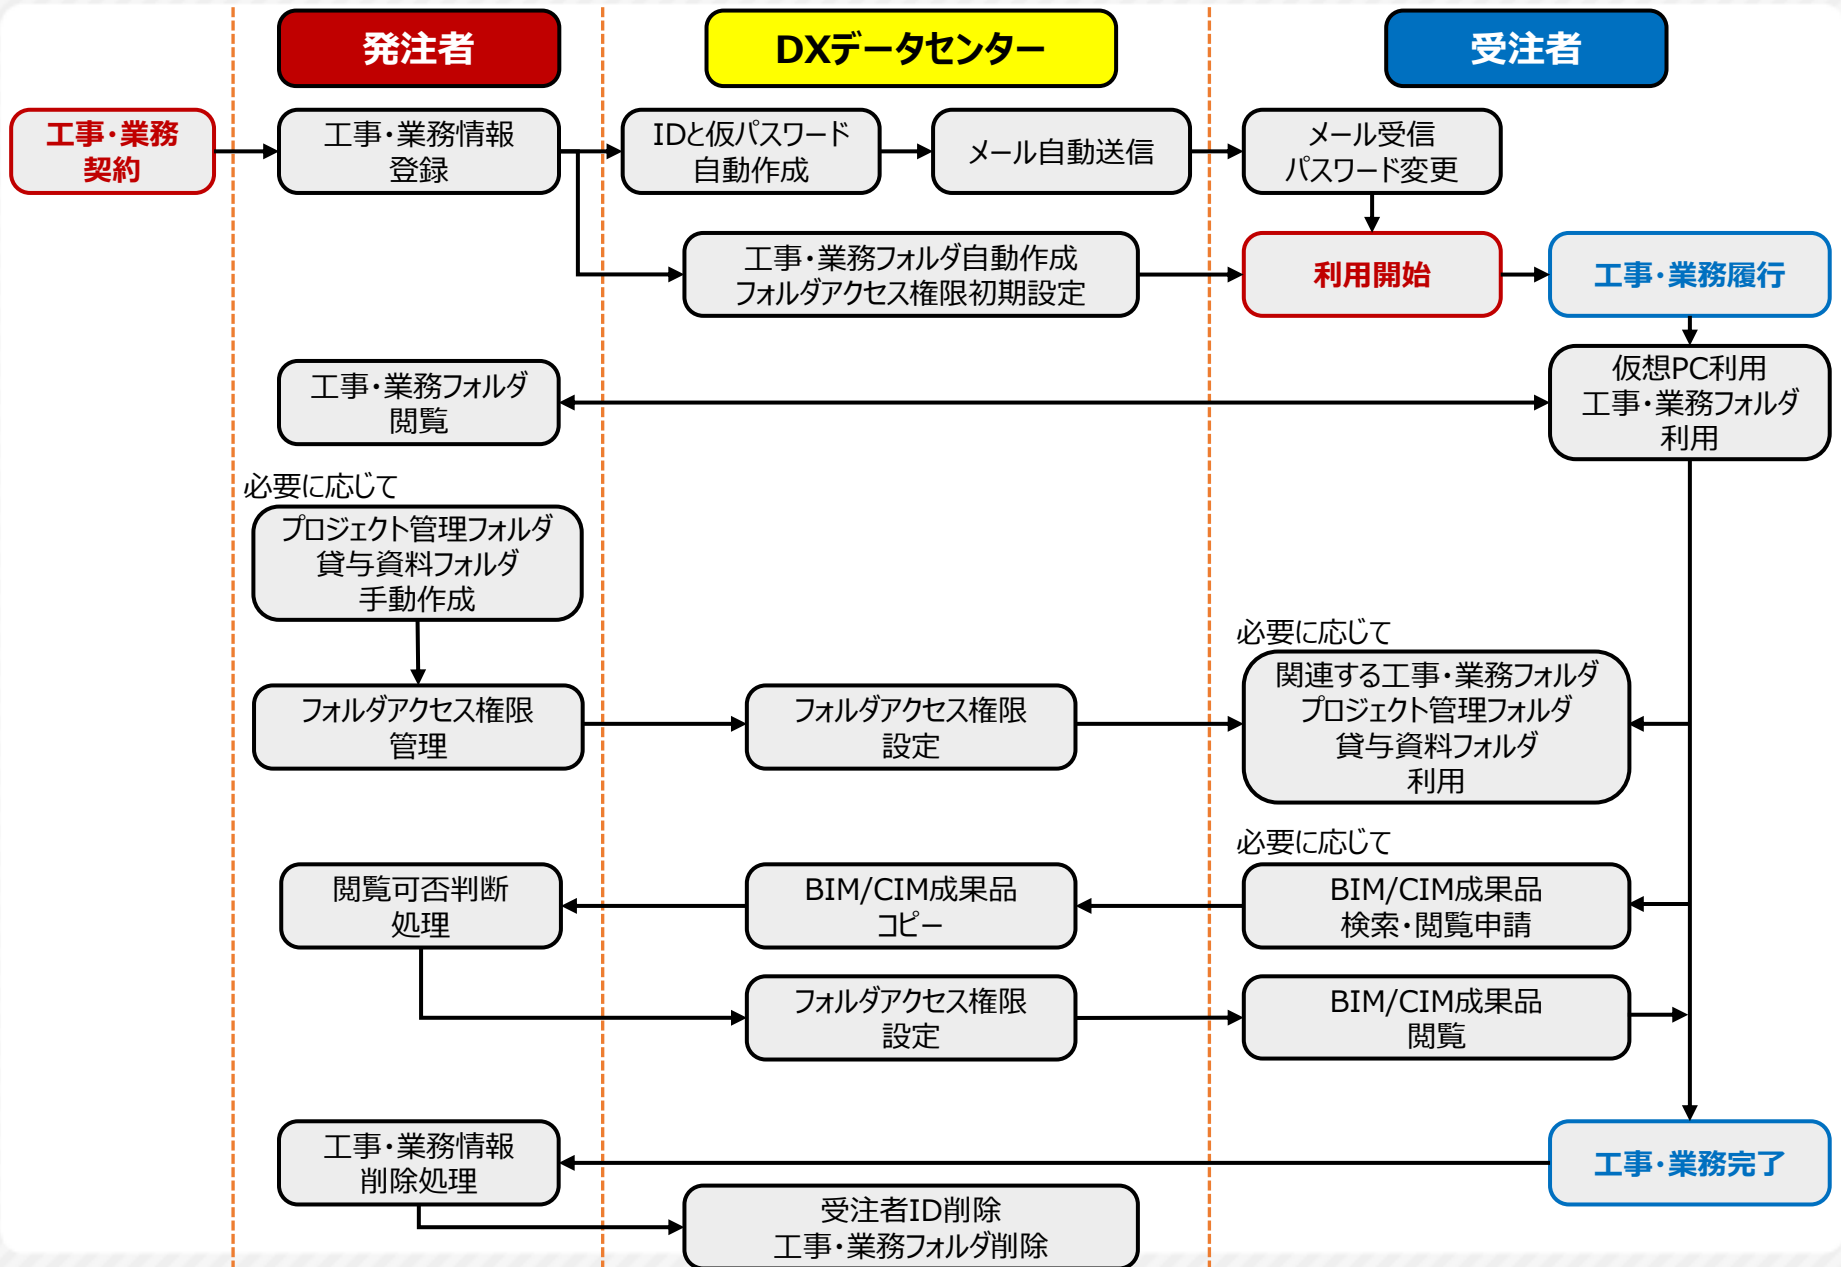 発注者
DXデータセンター
受注者
工事・業務
契約
工事・業務情報
登録
IDと仮パスワード
自動作成
メール自動送信
メール受信
パスワード変更
工事・業務フォルダ自動作成
フォルダアクセス権限初期設定
利用開始
工事・業務履行
工事・業務フォルダ
閲覧
仮想PC利用
工事・業務フォルダ
利用
必要に応じて
プロジェクト管理フォルダ
貸与資料フォルダ
手動作成
フォルダアクセス権限
管理
フォルダアクセス権限
設定
必要に応じて
関連する工事・業務フォルダ
プロジェクト管理フォルダ
貸与資料フォルダ
利用
必要に応じて
閲覧可否判断
処理
BIM/CIM成果品
コピー
BIM/CIM成果品
検索・閲覧申請
フォルダアクセス権限
設定
BIM/CIM成果品
閲覧
工事・業務情報
削除処理
工事・業務完了
受注者ID削除
工事・業務フォルダ削除